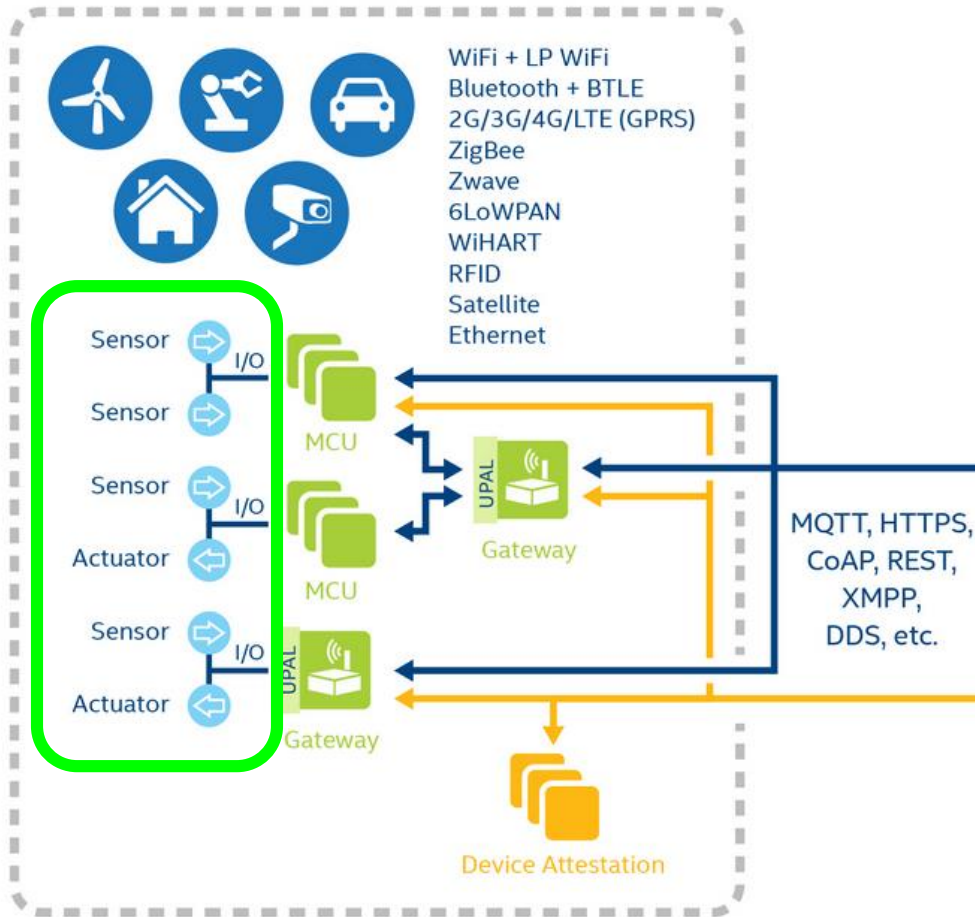 WiFi + LP WiFi
Bluetooth + BTLE
2G/3G/4G/LTE (GPRS)
ZigBee
Zwave
6LoWPAN
WiHART
RFID
Satellite
Ethernet
Sensor
I/O
Sensor
MCU
Sensor
I/O
Actuator
MCU
UPAL
Gateway
Sensor
I/O
Actuator
UPAL
Gateway
MQTT, HTTPS,
CoAP, REST,
XMPP,
DDS, etc.
Device Attestation